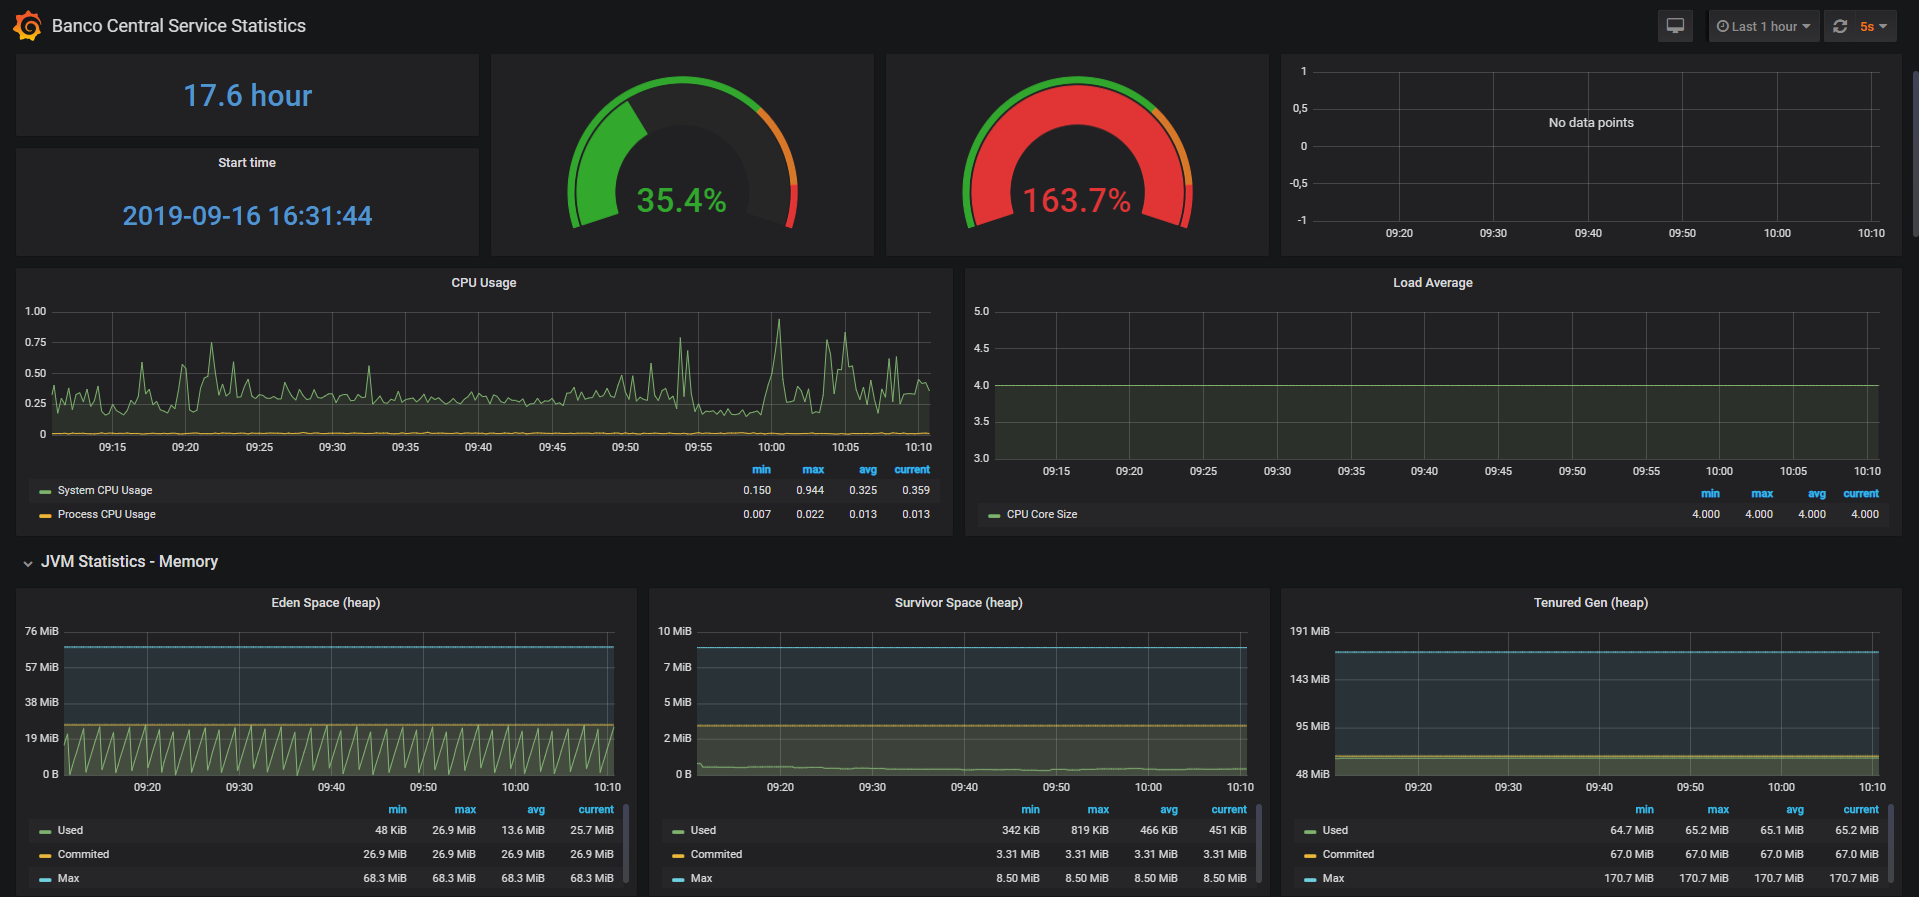 Banco Central Service Statistics
Last 1 hour
5s
17.6 hour
Start time
2019-09-16 16:31:44
35.4%
163.7%
1
0,5
0
-0,5
-1
No data points
09:20 09:30 09:40 09:50 10:00 10:10
CPU Usage
1.00
0.75
0.50
0.25
0
09:15 09:20 09:25 09:30 09:35 09:40 09:45 09:50 09:55 10:00 10:05 10:10
min max avg current
System CPU Usage 0.150 0.944 0.325 0.359
Process CPU Usage 0.007 0.022 0.013 0.013
Load Average
5.0
4.5
4.0
3.5
3.0
09:15 09:20 09:25 09:30 09:35 09:40 09:45 09:50 09:55 10:00 10:05 10:10
min max avg current
CPU Core Size 4.000 4.000 4.000 4.000
JVM Statistics - Memory
Eden Space (heap)
76 MiB
57 MiB
38 MiB
19 MiB
0 B
09:20 09:30 09:40 09:50 10:00 10:10
min max avg current
Used 48 KiB 26.9 MiB 13.6 MiB 25.7 MiB
Commited 26.9 MiB 26.9 MiB 26.9 MiB 26.9 MiB
Max 68.3 MiB 68.3 MiB 68.3 MiB 68.3 MiB
Survivor Space (heap)
10 MiB
7 MiB
5 MiB
2 MiB
0 B
09:20 09:30 09:40 09:50 10:00 10:10
min max avg current
Used 342 KiB 819 KiB 466 KiB 451 KiB
Commited 3.31 MiB 3.31 MiB 3.31 MiB 3.31 MiB
Max 8.50 MiB 8.50 MiB 8.50 MiB 8.50 MiB
Tenured Gen (heap)
191 MiB
143 MiB
95 MiB
48 MiB
09:20 09:30 09:40 09:50 10:00 10:10
min max avg current
Used 64.7 MiB 65.2 MiB 65.1 MiB 65.2 MiB
Commited 67.0 MiB 67.0 MiB 67.0 MiB 67.0 MiB
Max 170.7 MiB 170.7 MiB 170.7 MiB 170.7 MiB